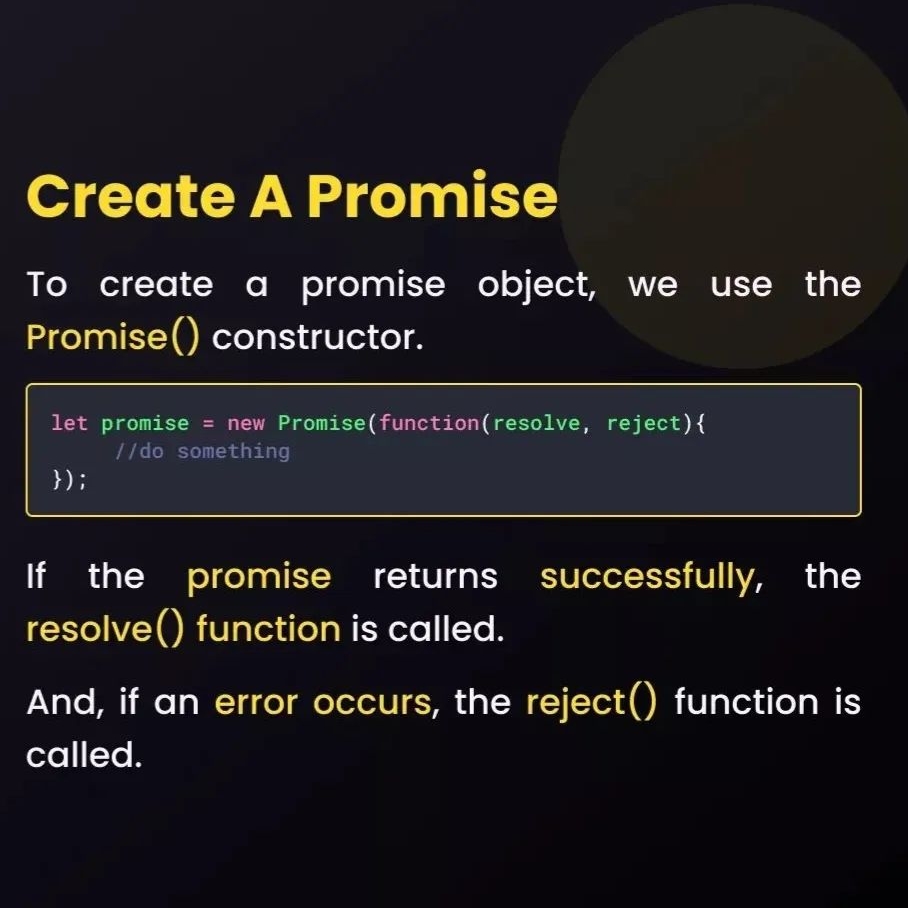 Create A Promise
To create a promise object, we use the
Promise() constructor.
let promise = new Promise(function(resolve, reject){
//do something
});
If the promise returns successfully, the
resolve() function is called.
And, if an error occurs, the reject() function is
called.